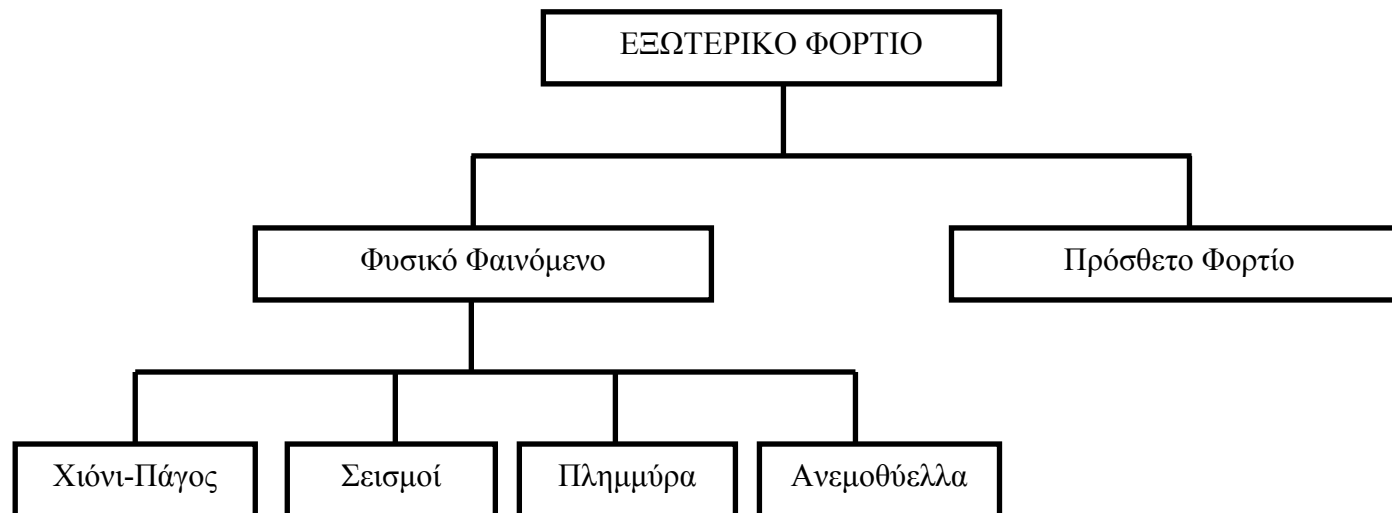 ΕΞΩΤΕΡΙΚΟ ΦΟΡΤΙΟ
Φυσικό Φαινόμενο
Πρόσθετο Φορτίο
Χιόνι-Πάγος
Σεισμοί
Πλημμύρα
Ανεμοθύελλα